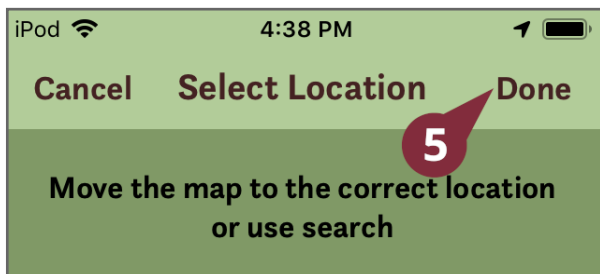 iPod 4:38 PM
Cancel Select Location Done
5
Move the map to the correct location
or use search